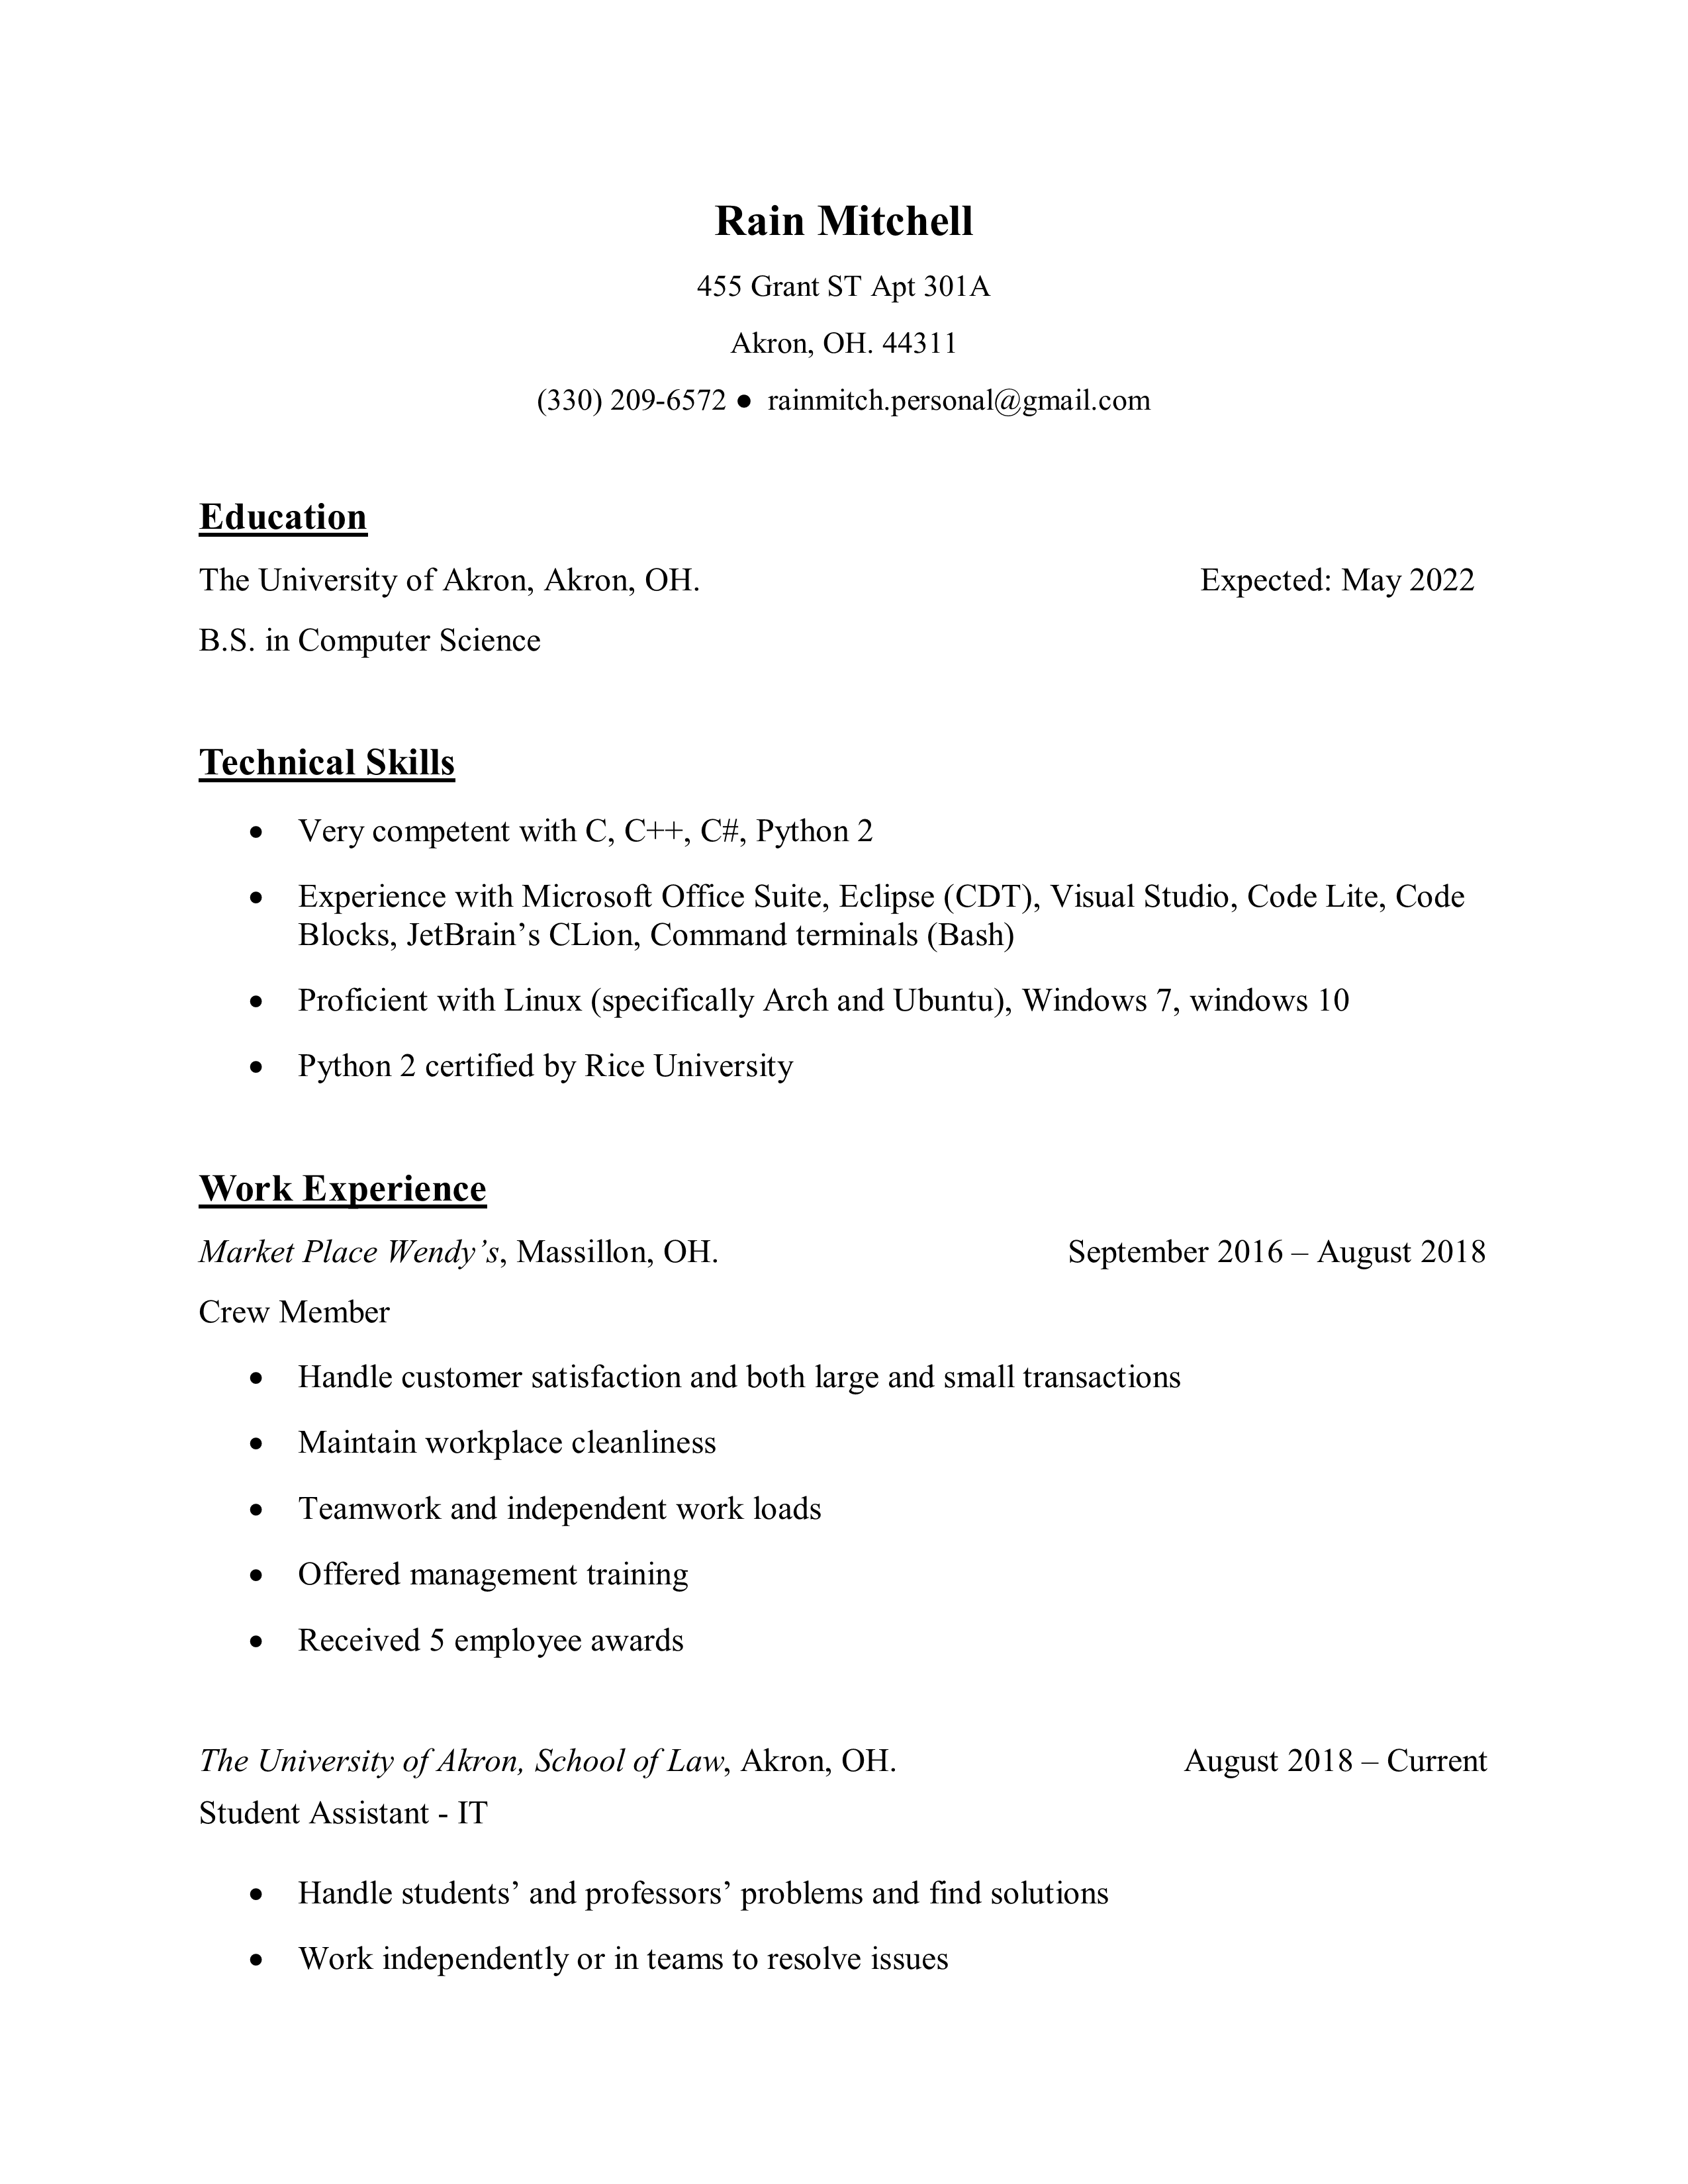 Rain Mitchell
455 Grant ST Apt 301A
Akron, OH. 44311
(330) 209-6572 ● rainmitch.personal@gmail.com
Education
The University of Akron, Akron, OH. Expected: May 2022
B.S. in Computer Science
Technical Skills
• Very competent with C, C++, C#, Python 2
• Experience with Microsoft Office Suite, Eclipse (CDT), Visual Studio, Code Lite, Code
Blocks, JetBrain’s CLion, Command terminals (Bash)
• Proficient with Linux (specifically Arch and Ubuntu), Windows 7, windows 10
• Python 2 certified by Rice University
Work Experience
Market Place Wendy’s, Massillon, OH. September 2016 – August 2018
Crew Member
• Handle customer satisfaction and both large and small transactions
• Maintain workplace cleanliness
• Teamwork and independent work loads
• Offered management training
• Received 5 employee awards
The University of Akron, School of Law, Akron, OH. August 2018 – Current
Student Assistant - IT
• Handle students’ and professors’ problems and find solutions
• Work independently or in teams to resolve issues